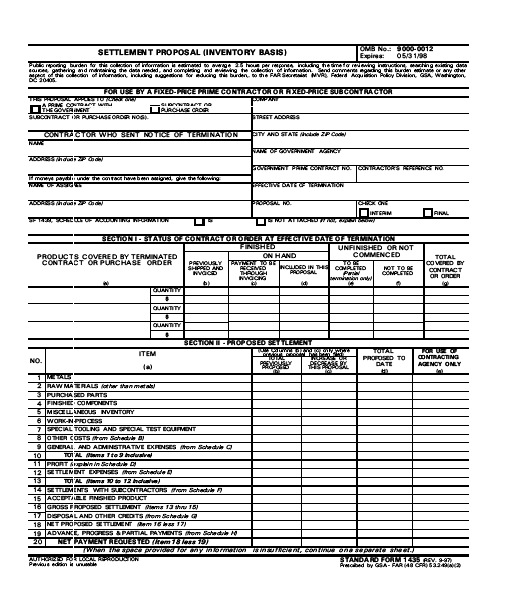 SETTLEMENT PROPOSAL (INVENTORY BASIS)
OMB No.: 9000-0012
Expires: 05/31/98
Public reporting burden for this collection of information is estimated to average 2.5 hours per response, including the time for reviewing instructions, searching existing data
sources, gathering and maintaining the data needed, and completing and reviewing the collection of information. Send comments regarding this burden estimate or any other
aspect of this collection of information, including suggestions for reducing this burden, to the FAR Secretariat (MVR), Federal Acquisition Policy Division, GSA, Washington,
DC 20405.
FOR USE BY A FIXED-PRICE PRIME CONTRACTOR OR FIXED-PRICE SUBCONTRACTOR
THIS PROPOSAL APPLIES TO (Check one)
A PRIME CONTRACT WITH
THE GOVERNMENT
SUBCONTRACT OR
PURCHASE ORDER
COMPANY
SUBCONTRACT OR PURCHASE ORDER NO(S).
STREET ADDRESS
CONTRACTOR WHO SENT NOTICE OF TERMINATION
CITY AND STATE (Include ZIP Code)
NAME
NAME OF GOVERNMENT AGENCY
ADDRESS (Include ZIP Code)
GOVERNMENT PRIME CONTRACT NO.
CONTRACTOR'S REFERENCE NO.
If moneys payable under the contract have been assigned, give the following:
NAME OF ASSIGNEE
EFFECTIVE DATE OF TERMINATION
ADDRESS (Include ZIP Code)
PROPOSAL NO.
CHECK ONE
INTERIM
FINAL
SF 1439, SCHEDULE OF ACCOUNTING INFORMATION
IS
IS NOT ATTACHED (If not, explain below)
SECTION I - STATUS OF CONTRACT OR ORDER AT EFFECTIVE DATE OF TERMINATION
PRODUCTS COVERED BY TERMINATED
CONTRACT OR PURCHASE ORDER
(a)
FINISHED
PREVIOUSLY
SHIPPED AND
INVOICED
(b)
ON HAND
PAYMENT TO BE
RECEIVED
THROUGH
INVOICING
(c)
INCLUDED IN THIS
PROPOSAL
(d)
UNFINISHED OR NOT
COMMENCED
TO BE
COMPLETED
(Partial
termination only)
(e)
NOT TO BE
COMPLETED
(f)
TOTAL
COVERED BY
CONTRACT
OR ORDER
(g)
QUANTITY
$
QUANTITY
$
QUANTITY
$
SECTION II - PROPOSED SETTLEMENT
NO.
ITEM
(a)
(Use Columns (b) and (c) only where
previous proposal has been filed)
TOTAL
PREVIOUSLY
PROPOSED
(b)
INCREASE OR
DECREASE BY
THIS PROPOSAL
(c)
TOTAL
PROPOSED TO
DATE
(d)
FOR USE OF
CONTRACTING
AGENCY ONLY
(e)
1 METALS
2 RAW MATERIALS (other than metals)
3 PURCHASED PARTS
4 FINISHED COMPONENTS
5 MISCELLANEOUS INVENTORY
6 WORK-IN-PROCESS
7 SPECIAL TOOLING AND SPECIAL TEST EQUIPMENT
8 OTHER COSTS (from Schedule B)
9 GENERAL AND ADMINISTRATIVE EXPENSES (from Schedule C)
10 TOTAL (Items 1 to 9 inclusive)
11 PROFIT (explain in Schedule D)
12 SETTLEMENT EXPENSES (from Schedule E)
13 TOTAL (Items 10 to 12 inclusive)
14 SETTLEMENTS WITH SUBCONTRACTORS (from Schedule F)
15 ACCEPTABLE FINISHED PRODUCT
16 GROSS PROPOSED SETTLEMENT (Items 13 thru 15)
17 DISPOSAL AND OTHER CREDITS (from Schedule G)
18 NET PROPOSED SETTLEMENT (Item 16 less 17)
19 ADVANCE, PROGRESS & PARTIAL PAYMENTS (from Schedule H)
20 NET PAYMENT REQUESTED (Item 18 less 19)
(When the space provided for any information is insufficient, continue on a separate sheet.)
AUTHORIZED FOR LOCAL REPRODUCTION
Previous edition is unusable
STANDARD FORM 1435 (REV. 9-97)
Prescribed by GSA - FAR (48 CFR) 53.249(a)(2)